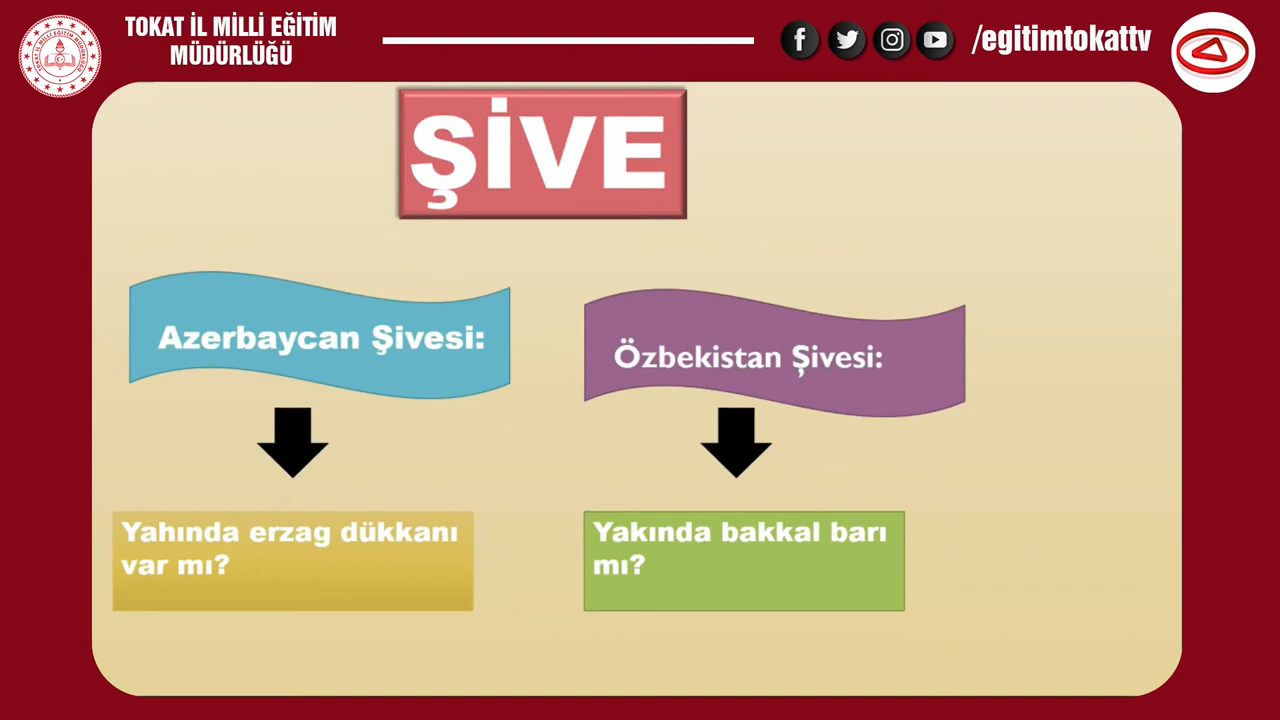 TOKAT İL MİLLİ EĞİTİM
MÜDÜRLÜĞÜ
/egitimtokattv
ŞİVE
Azerbaycan Şivesi:
Özbekistan Şivesi:
Yahında erzag dükkanı
var mı?
Yakında bakkal barı
mı?